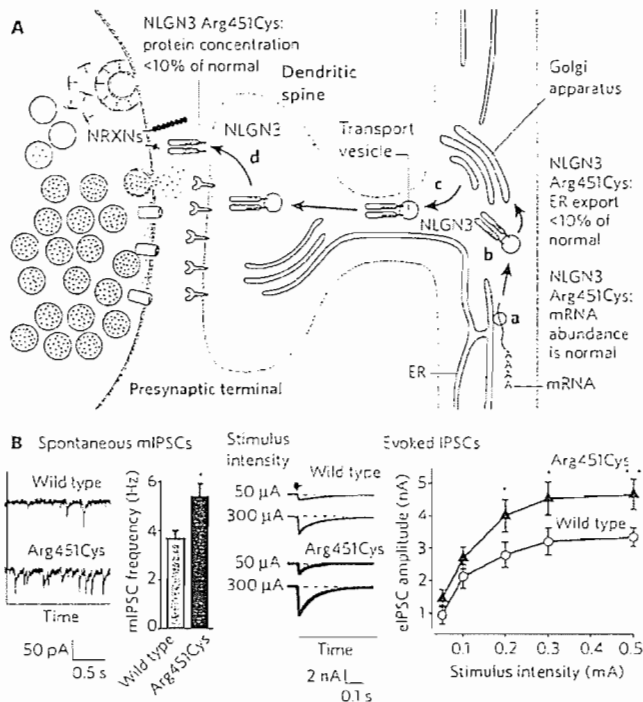 A
NLGN3 Arg451Cys:
protein concentration
<10% of normal
Dendritic
spine
Golgi
apparatus
NRXNs
NLGN3
d
Transport
vesicle
c
NLGN3
b
NLGN3
Arg451Cys:
ER export
<10% of
normal
NLGN3
Arg451Cys:
mRNA
abundance
is normal
a
A
A
A
A
ER
mRNA
Presynaptic terminal
B Spontaneous mIPSCs
Wild type
Arg451Cys
Time
50 pA
0.5 s
mIPSC frequency (Hz)
6
4
2
0
Wild type
Arg451Cys
Stimulus
intensity
Wild type
50 µA
300 µA
Arg451Cys
50 µA
300 µA
Time
2 nA
0.1 s
Evoked IPSCs
Arg451Cys
Wild type
eIPSC amplitude (nA)
5
4
3
2
1
0.1 0.2 0.3 0.4 0.5
Stimulus intensity (mA)